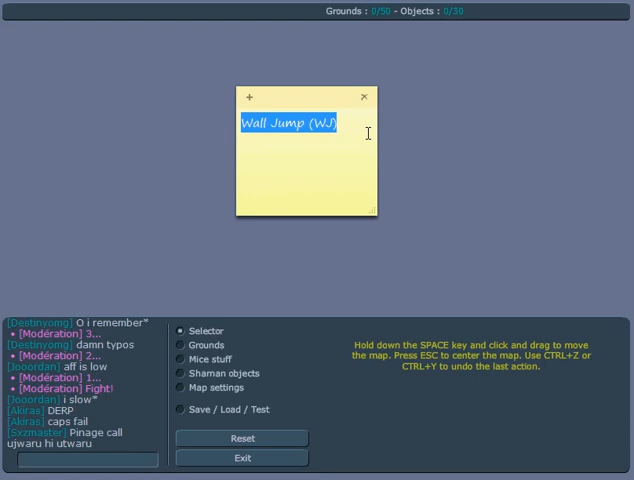 Grounds : 0/50 - Objects : 0/30
Wall Jump (WJ)
[Destinyomg] O i remember*
• [Modération] 3...
[Destinyomg] damn typos
• [Modération] 2...
[Jooordan] aff is low
• [Modération] 1...
• [Modération] Fight!
[Jooordan] i slow*
[Akiras] DERP
[Akiras] caps fail
[Sxzmaster] Pinage call
ujwaru hi utwaru
Selector
Grounds
Mice stuff
Shaman objects
Map settings
Save / Load / Test
Reset
Exit
Hold down the SPACE key and click and drag to move
the map. Press ESC to center the map. Use CTRL+Z or
CTRL+Y to undo the last action.